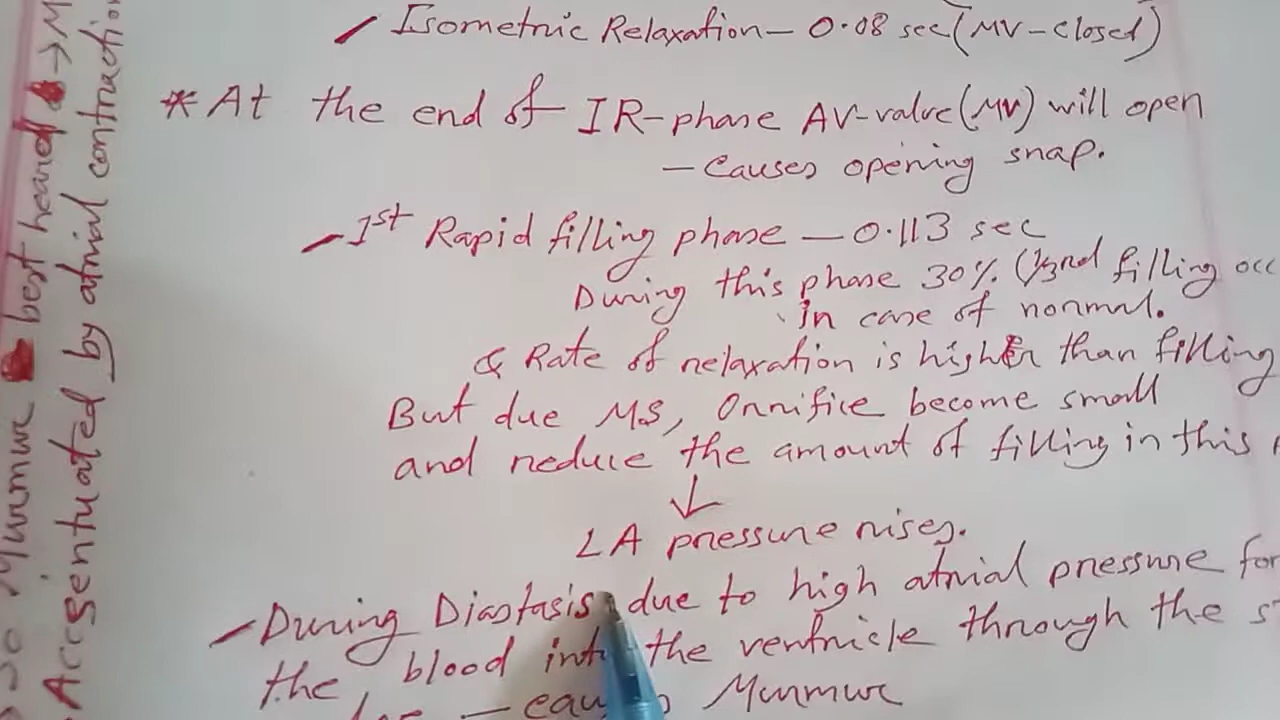 Isometric Relaxation – 0.08 sec (MV-closed)
* At the end of IR-phase AV-valve (MV) will open
– Causes opening snap.
– 1st Rapid filling phase – 0.113 sec
During this phase 30% (1/3rd filling occ
in case of normal.
& Rate of relaxation is higher than filling
But due MS, Orrifice become small
and reduce the amount of filling in this
↓
LA pressure rises.
– During Diastasis due to high atrial pressure for
the blood into the ventricle through the s
— Murmur
So Murmur best heard → M
Accsentuated by atrial contraction